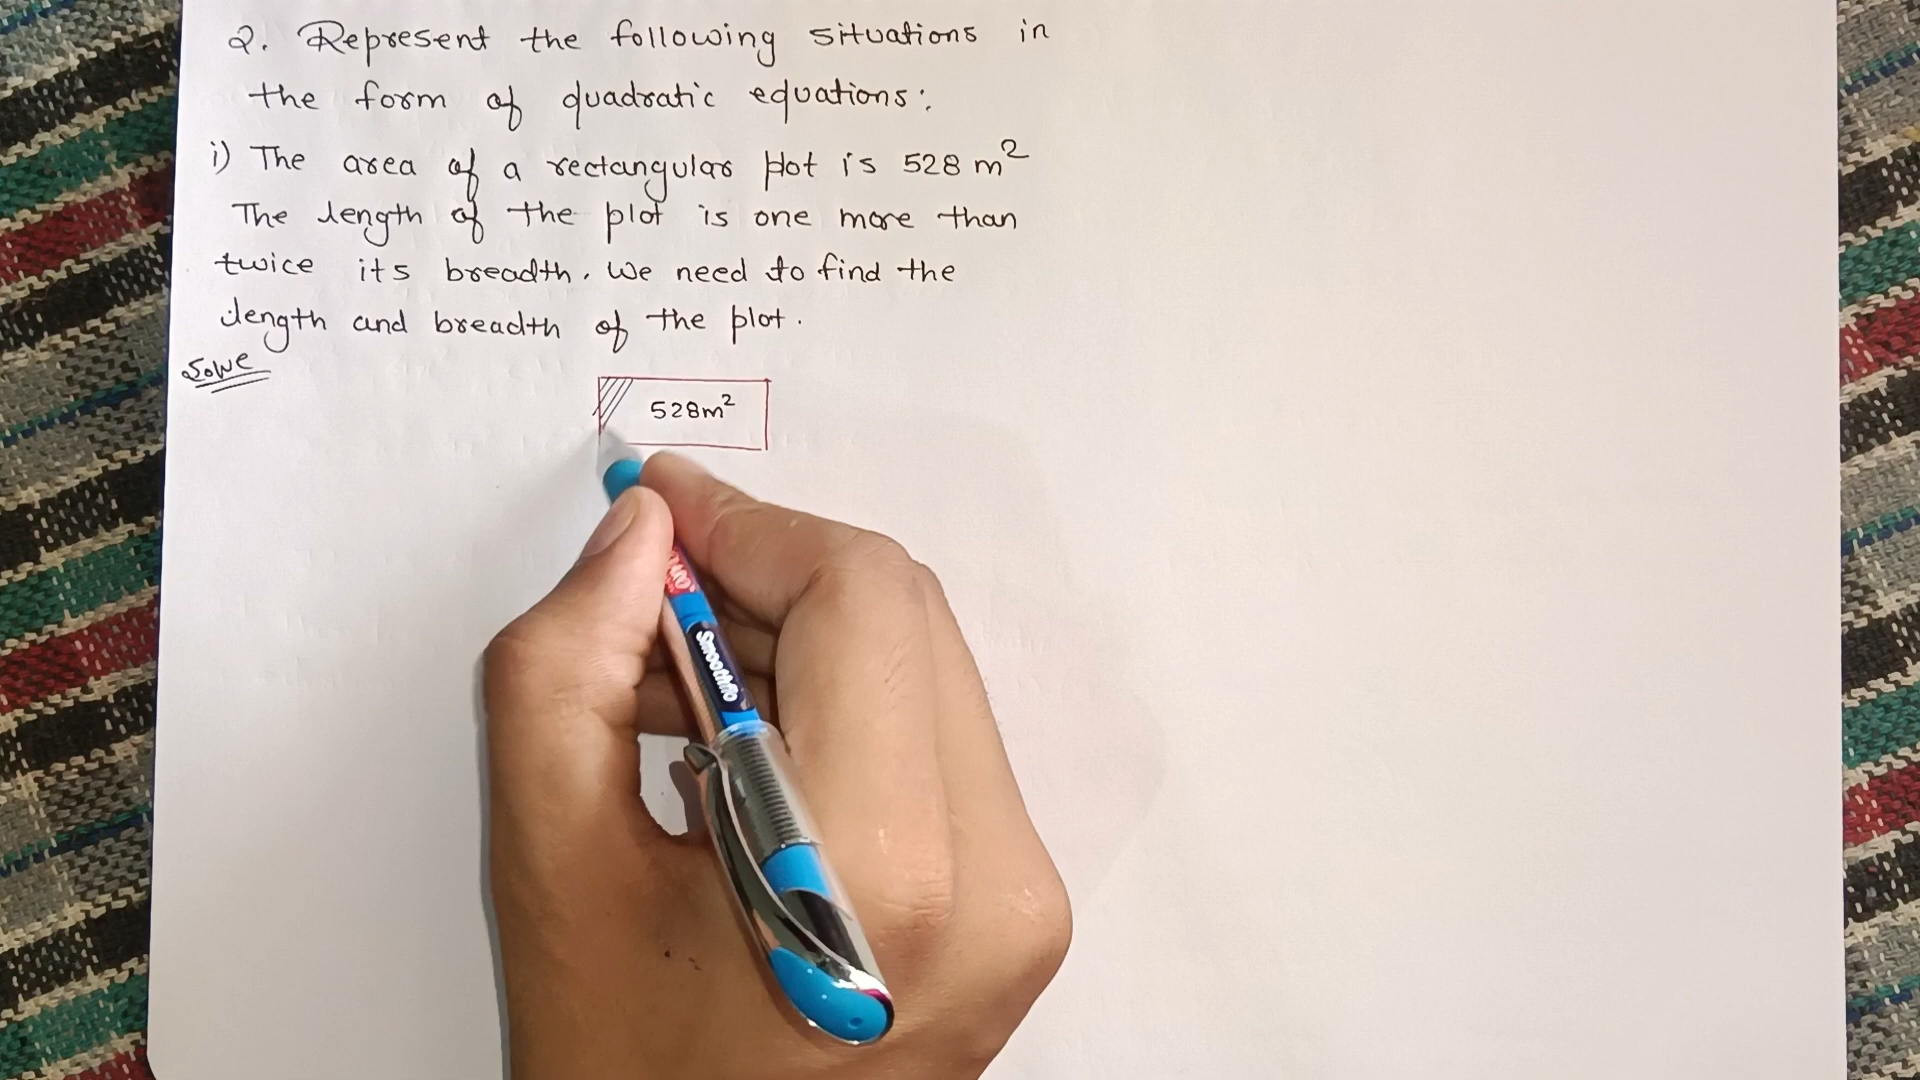 2. Represent the following situations in
the form of quadratic equations:
i) The area of a rectangular plot is 528 m²
The length of the plot is one more than
twice its breadth. We need to find the
length and breadth of the plot.
Solve
528m²
Smoothflo